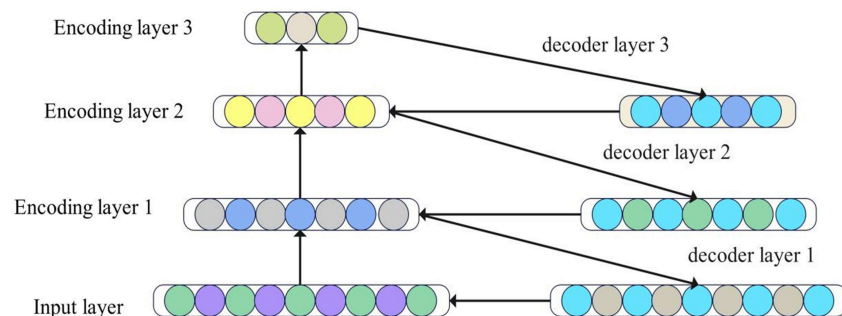 Encoding layer 3
decoder layer 3
Encoding layer 2
decoder layer 2
Encoding layer 1
decoder layer 1
Input layer